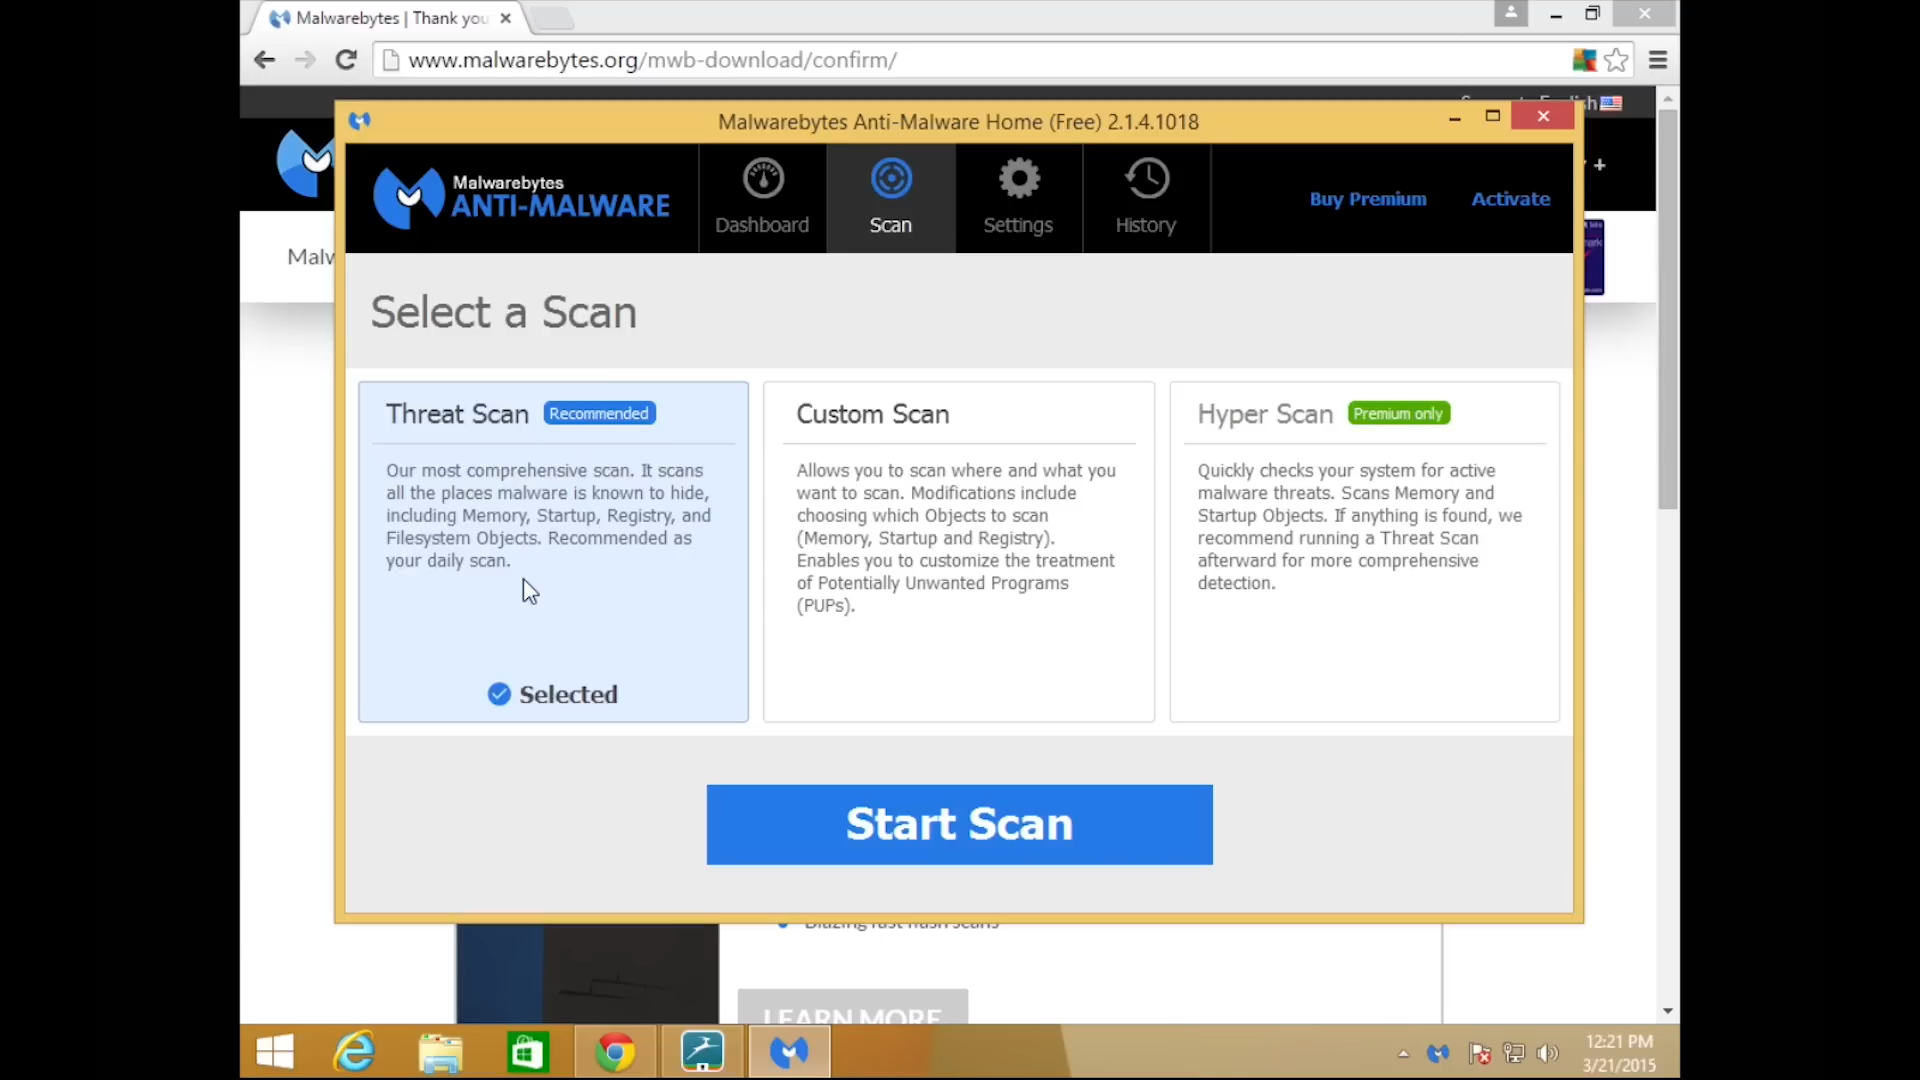 Malwarebytes | Thank you
www.malwarebytes.org/mwb-download/confirm/
Malwarebytes Anti-Malware Home (Free) 2.1.4.1018
Malwarebytes
ANTI-MALWARE
Dashboard
Scan
Settings
History
Buy Premium
Activate
+
Malw
Select a Scan
Threat Scan Recommended
Our most comprehensive scan. It scans
all the places malware is known to hide,
including Memory, Startup, Registry, and
Filesystem Objects. Recommended as
your daily scan.
Selected
Custom Scan
Allows you to scan where and what you
want to scan. Modifications include
choosing which Objects to scan
(Memory, Startup and Registry).
Enables you to customize the treatment
of Potentially Unwanted Programs
(PUPs).
Hyper Scan Premium only
Quickly checks your system for active
malware threats. Scans Memory and
Startup Objects. If anything is found, we
recommend running a Threat Scan
afterward for more comprehensive
detection.
Start Scan
Blazing fast flash scans
LEARN MORE
12:21 PM
3/21/2015